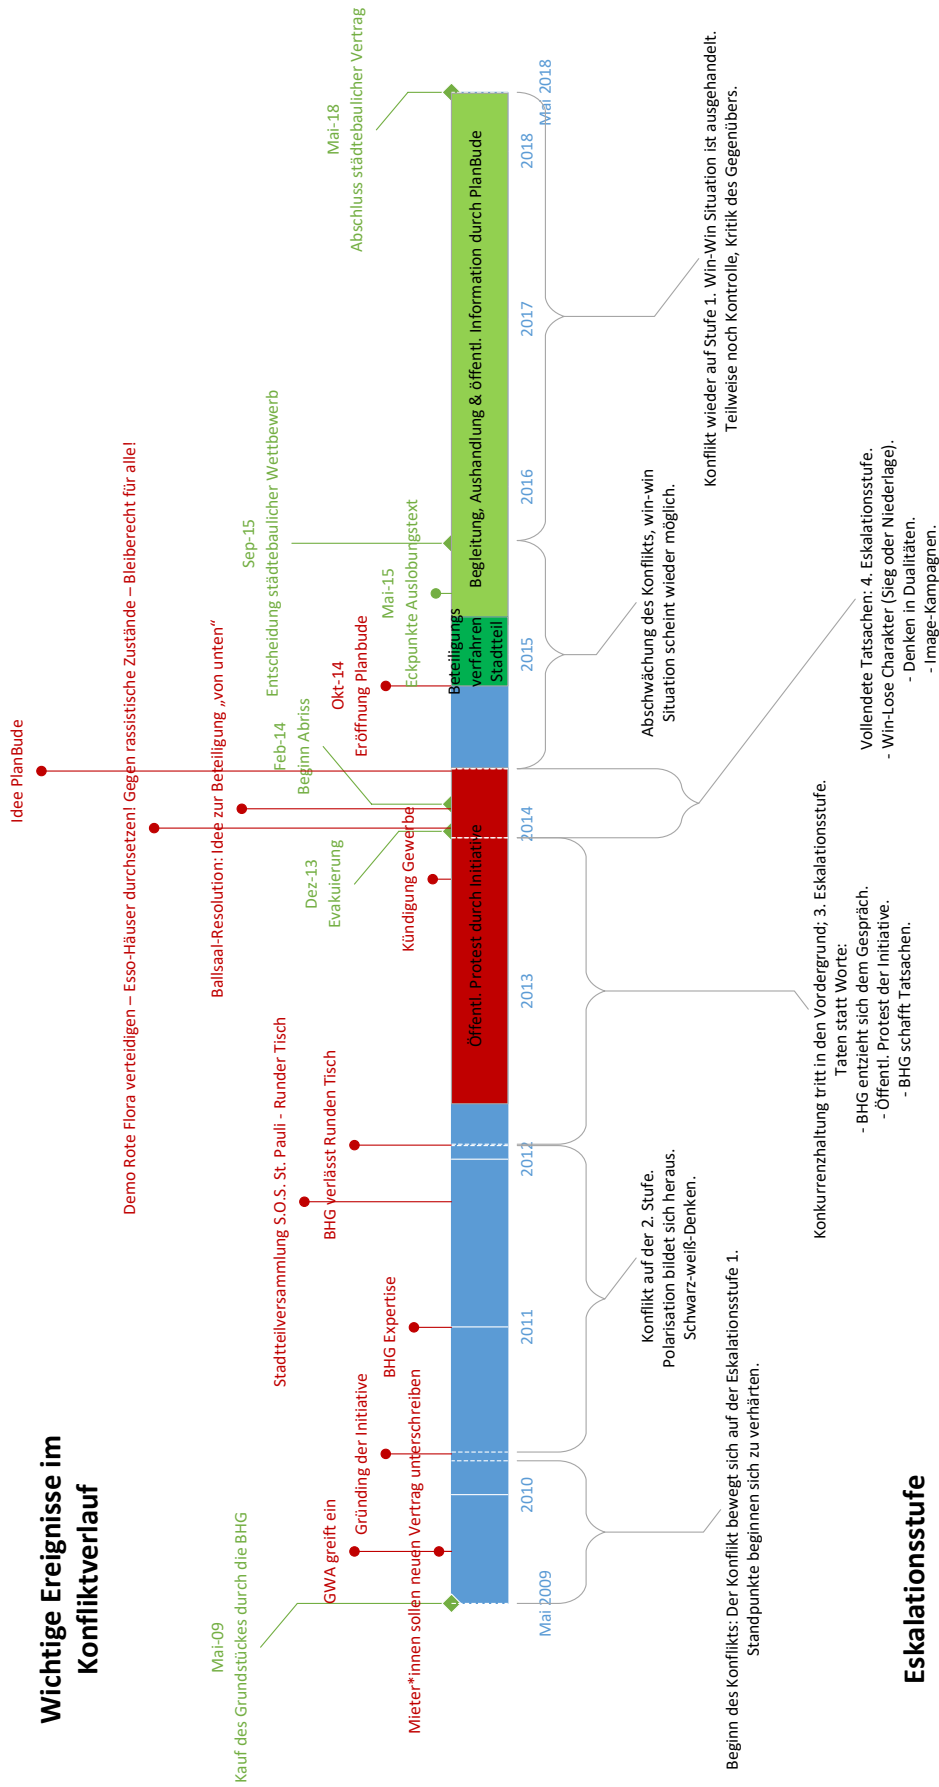 Wichtige Ereignisse im
Konfliktverlauf
Mai-09
Kauf des Grundstückes durch die BHG
GWA greift ein
Mieter*innen sollen neuen Vertrag unterschreiben
Gründing der Initiative
BHG Expertise
Stadtteilversammlung S.O.S. St. Pauli - Runder Tisch
BHG verlässt Runden Tisch
Kündigung Gewerbe
Dez-13
Evakuierung
Demo Rote Flora verteidigen – Esso-Häuser durchsetzen! Gegen rassistische Zustände – Bleiberecht für alle!
Ballsaal-Resolution: Idee zur Beteiligung „von unten“
Feb-14
Beginn Abriss
Idee PlanBude
Okt-14
Eröffnung Planbude
Mai-15
Eckpunkte Auslobungstext
Sep-15
Entscheidung städtebaulicher Wettbewerb
Mai-18
Abschluss städtebaulicher Vertrag
Öffentl. Protest durch Initiative
Beteiligungs
verfahren
Stadtteil
Begleitung, Aushandlung & öffentl. Information durch PlanBude
Mai 2009
2010
2011
2012
2013
2014
2015
2016
2017
2018
Mai 2018
Beginn des Konflikts: Der Konflikt bewegt sich auf der Eskalationsstufe 1.
Standpunkte beginnen sich zu verhärten.
Konflikt auf der 2. Stufe.
Polarisation bildet sich heraus.
Schwarz-weiß-Denken.
Konkurrenzhaltung tritt in den Vordergrund; 3. Eskalationsstufe.
Taten statt Worte:
- BHG entzieht sich dem Gespräch.
- Öffentl. Protest der Initiative.
- BHG schafft Tatsachen.
Vollendete Tatsachen: 4. Eskalationsstufe.
- Win-Lose Charakter (Sieg oder Niederlage).
- Denken in Dualitäten.
- Image-Kampagnen.
Abschwächung des Konflikts, win-win
Situation scheint wieder möglich.
Konflikt wieder auf Stufe 1. Win-Win Situation ist ausgehandelt.
Teilweise noch Kontrolle, Kritik des Gegenübers.
Eskalationsstufe